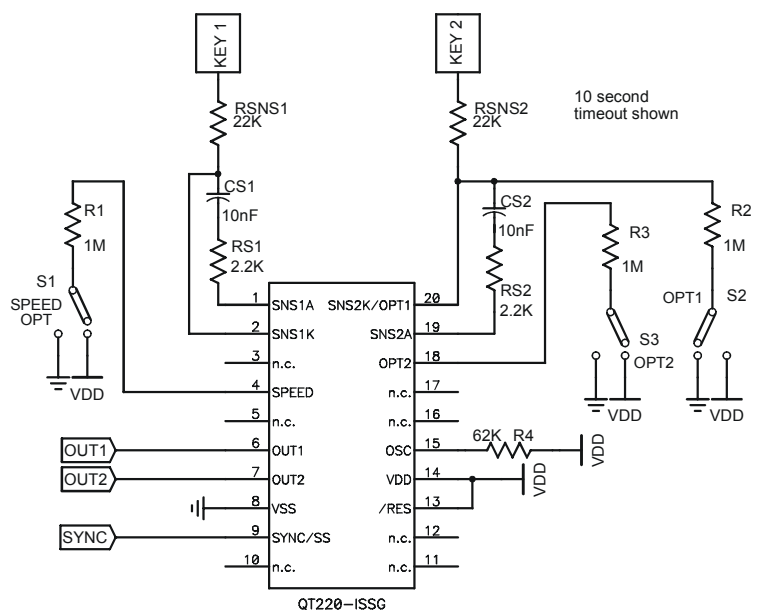 KEY 1
KEY 2
RSNS1
22K
RSNS2
22K
10 second
timeout shown
CS1
10nF
CS2
10nF
R1
1M
R3
1M
R2
1M
RS1
2.2K
RS2
2.2K
S1
SPEED
OPT
VDD
OPT1
S2
S3
OPT2
VDD
VDD
1 SNS1A
SNS2K/OPT1 20
2 SNS1K
SNS2A 19
3 n.c.
OPT2 18
4 SPEED
n.c. 17
5 n.c.
n.c. 16
OUT1
6 OUT1
OSC 15
62K R4
VDD
OUT2
7 OUT2
VDD 14
VDD
8 VSS
/RES 13
SYNC
9 SYNC/SS
n.c. 12
10 n.c.
n.c. 11
QT220-ISSG